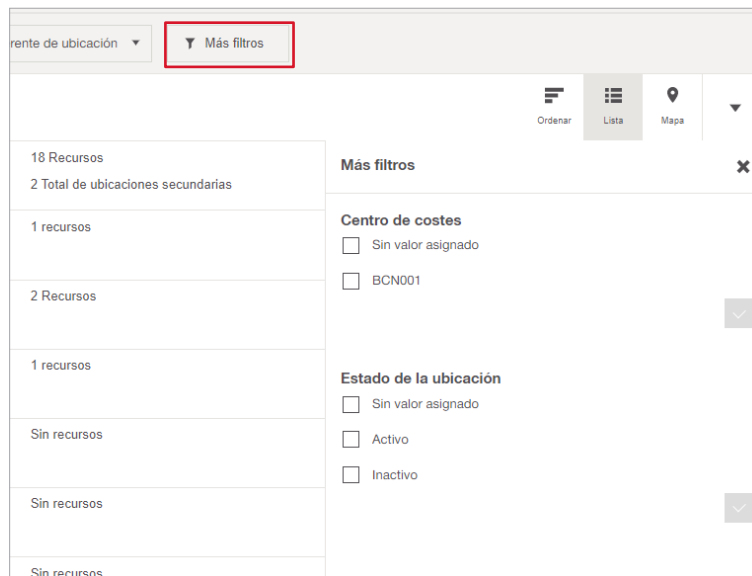 rente de ubicación
Más filtros
Ordenar
Lista
Mapa
18 Recursos
2 Total de ubicaciones secundarias
1 recursos
2 Recursos
1 recursos
Sin recursos
Sin recursos
Sin recursos
Más filtros
Centro de costes
Sin valor asignado
BCN001
Estado de la ubicación
Sin valor asignado
Activo
Inactivo